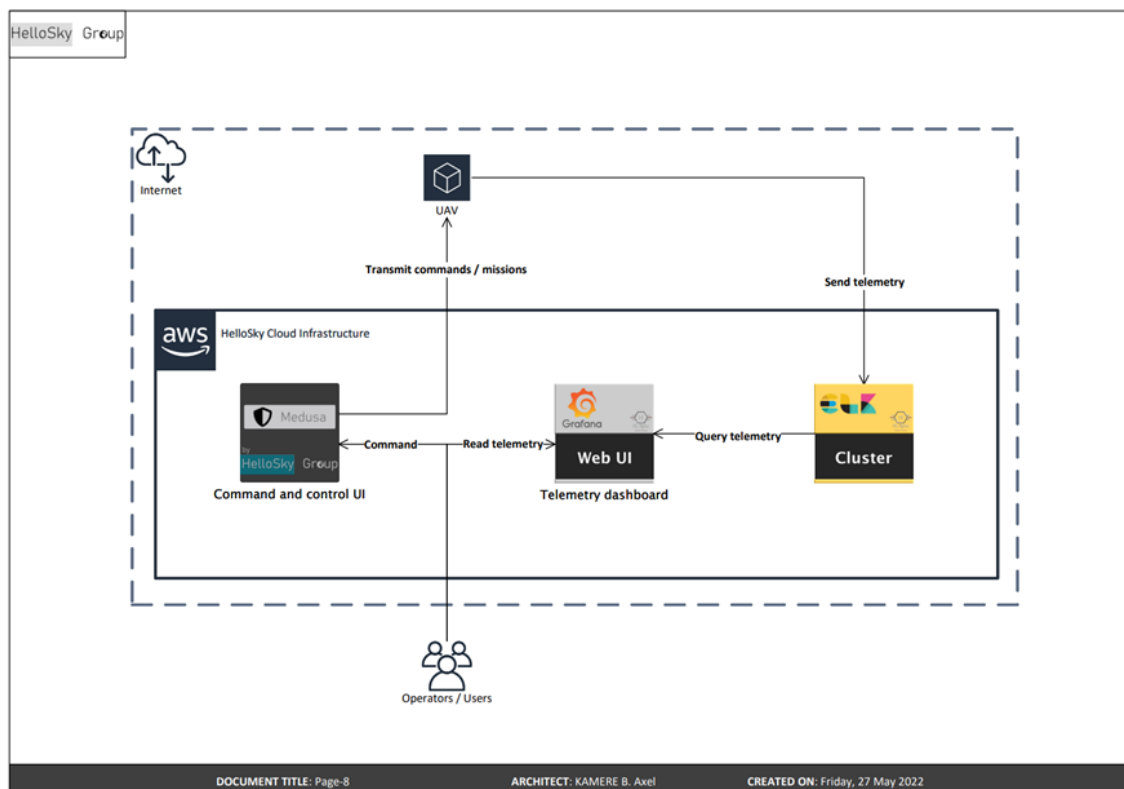 HelloSky Group
Internet
UAV
Transmit commands / missions
Send telemetry
aws
HelloSky Cloud Infrastructure
Medusa
by
HelloSky Group
Command and control UI
Command
Read telemetry
Grafana
Web UI
Telemetry dashboard
Query telemetry
ELK
Cluster
Operators / Users
DOCUMENT TITLE: Page-8
ARCHITECT: KAMERE B. Axel
CREATED ON: Friday, 27 May 2022